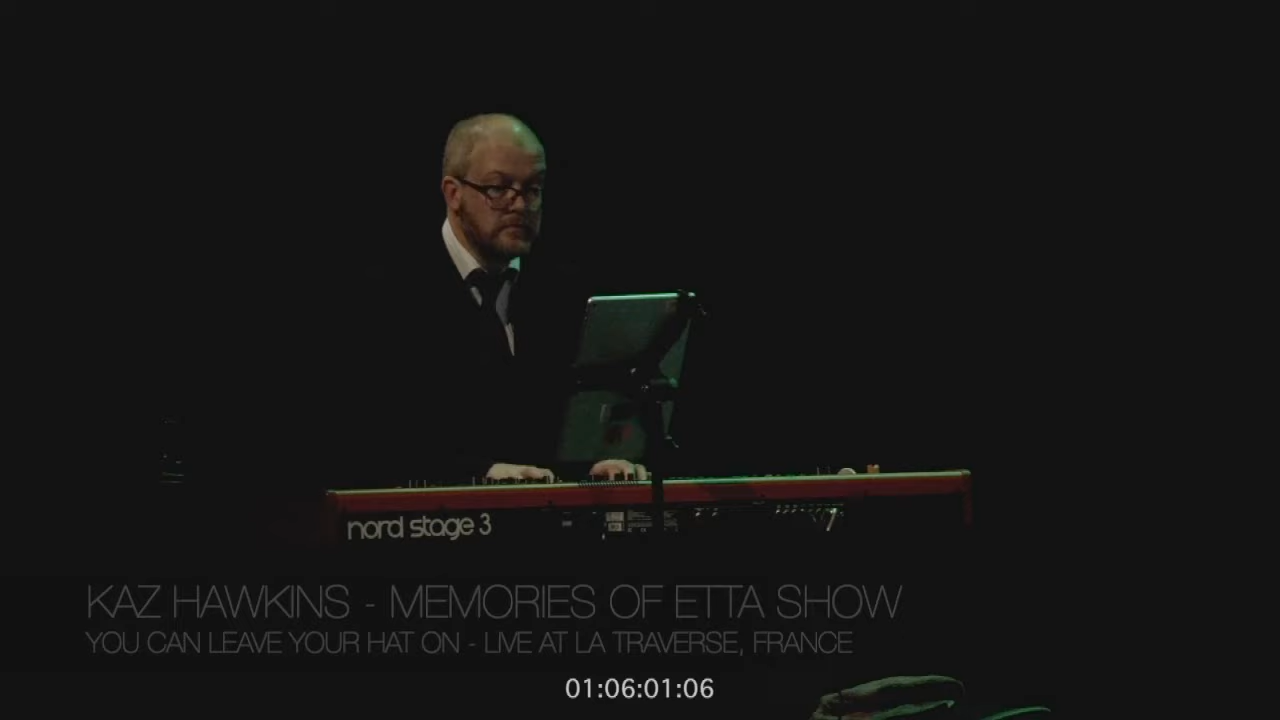 nord stage 3
KAZ HAWKINS - MEMORIES OF ETTA SHOW
YOU CAN LEAVE YOUR HAT ON - LIVE AT LA TRAVERSE, FRANCE
01:06:01:06